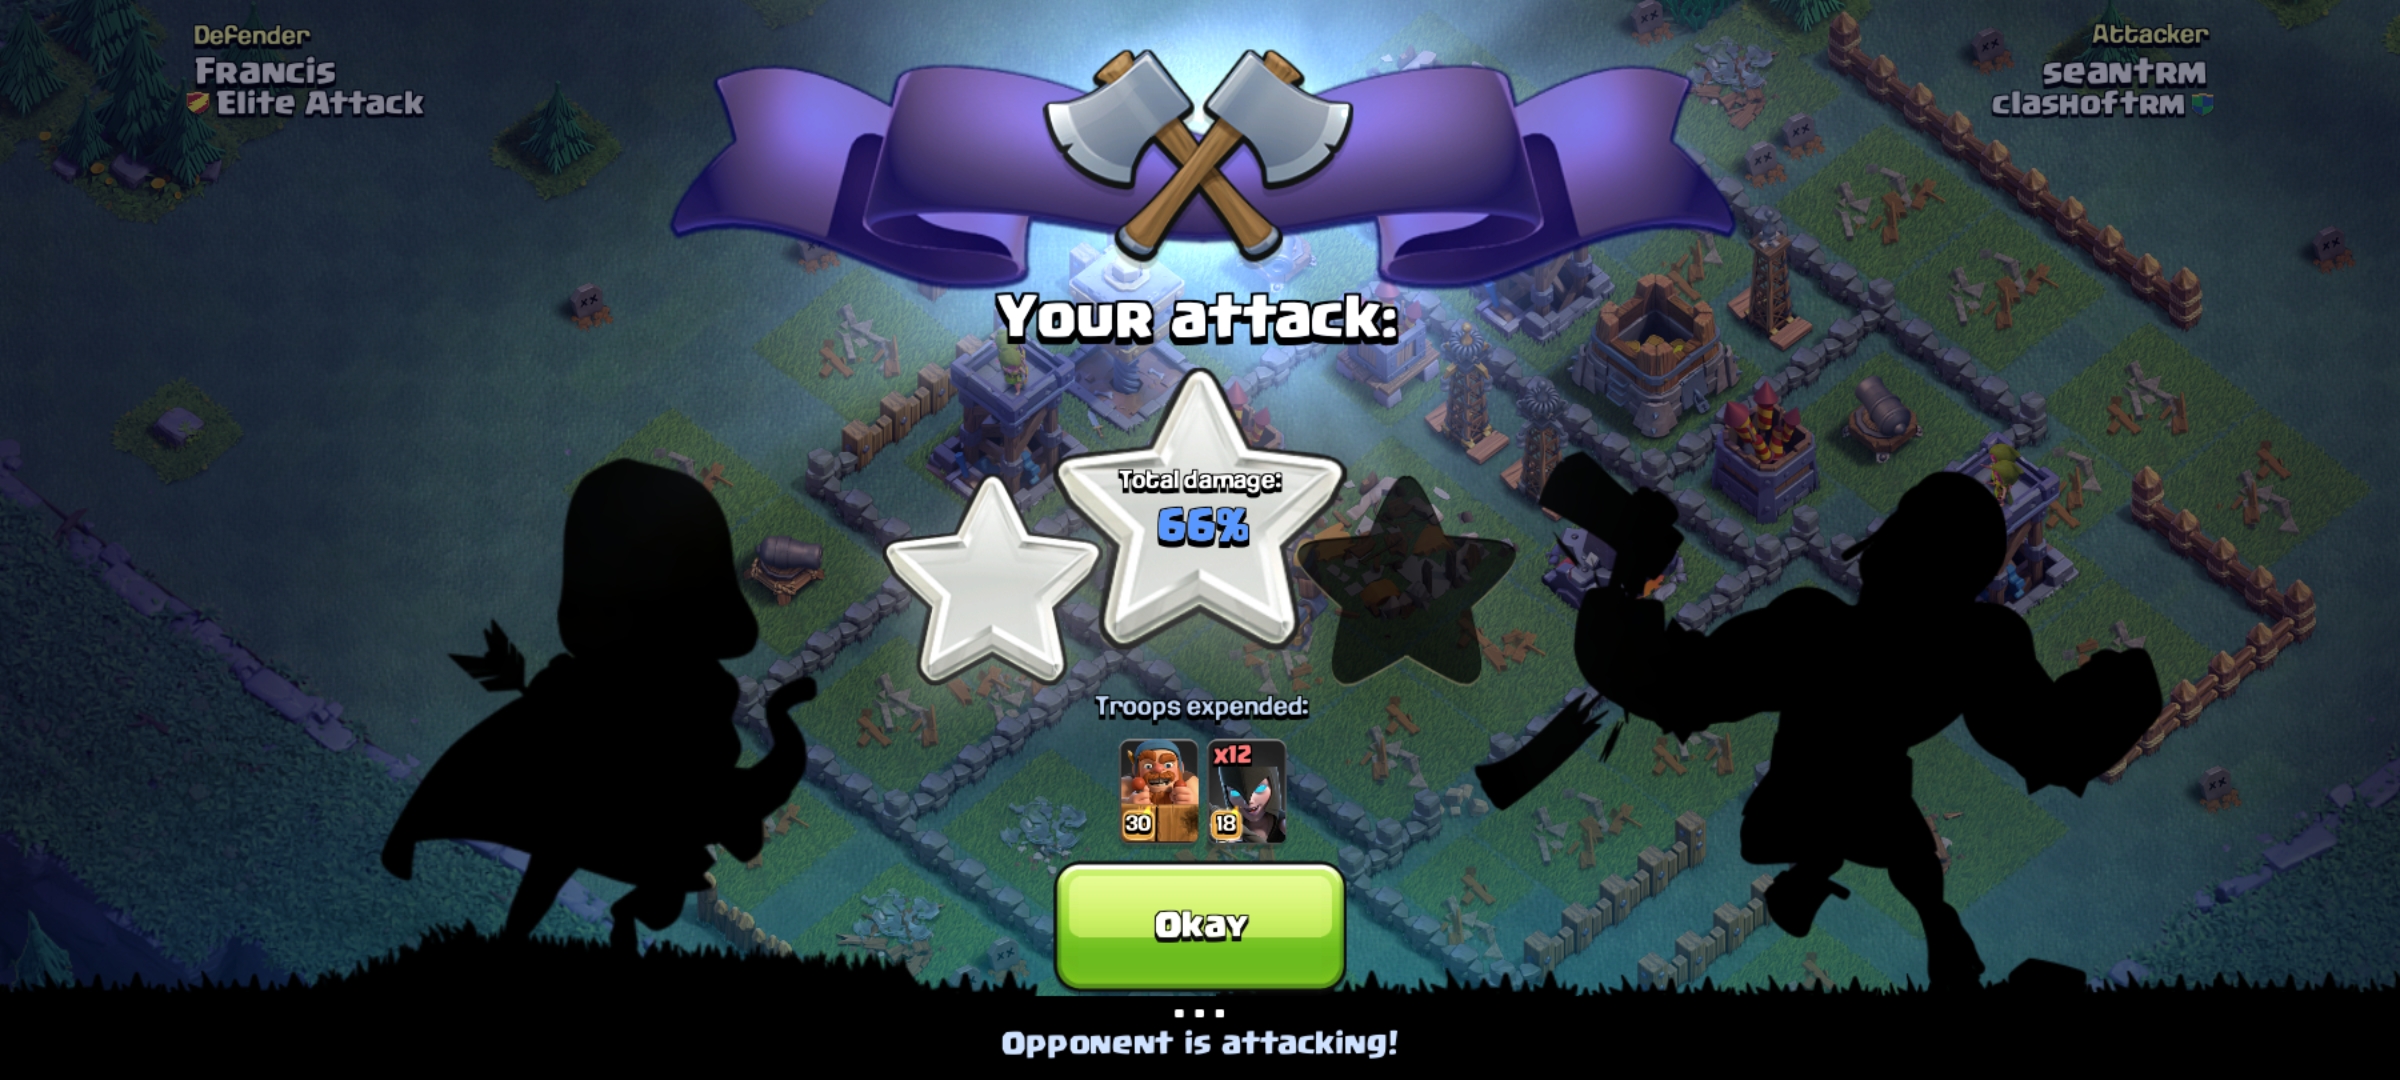 Defender
Francis
Elite Attack
Attacker
seantRM
clashoftRM
Your attack:
Total damage:
66%
Troops expended:
x12
30
18
Okay
...
Opponent is attacking!